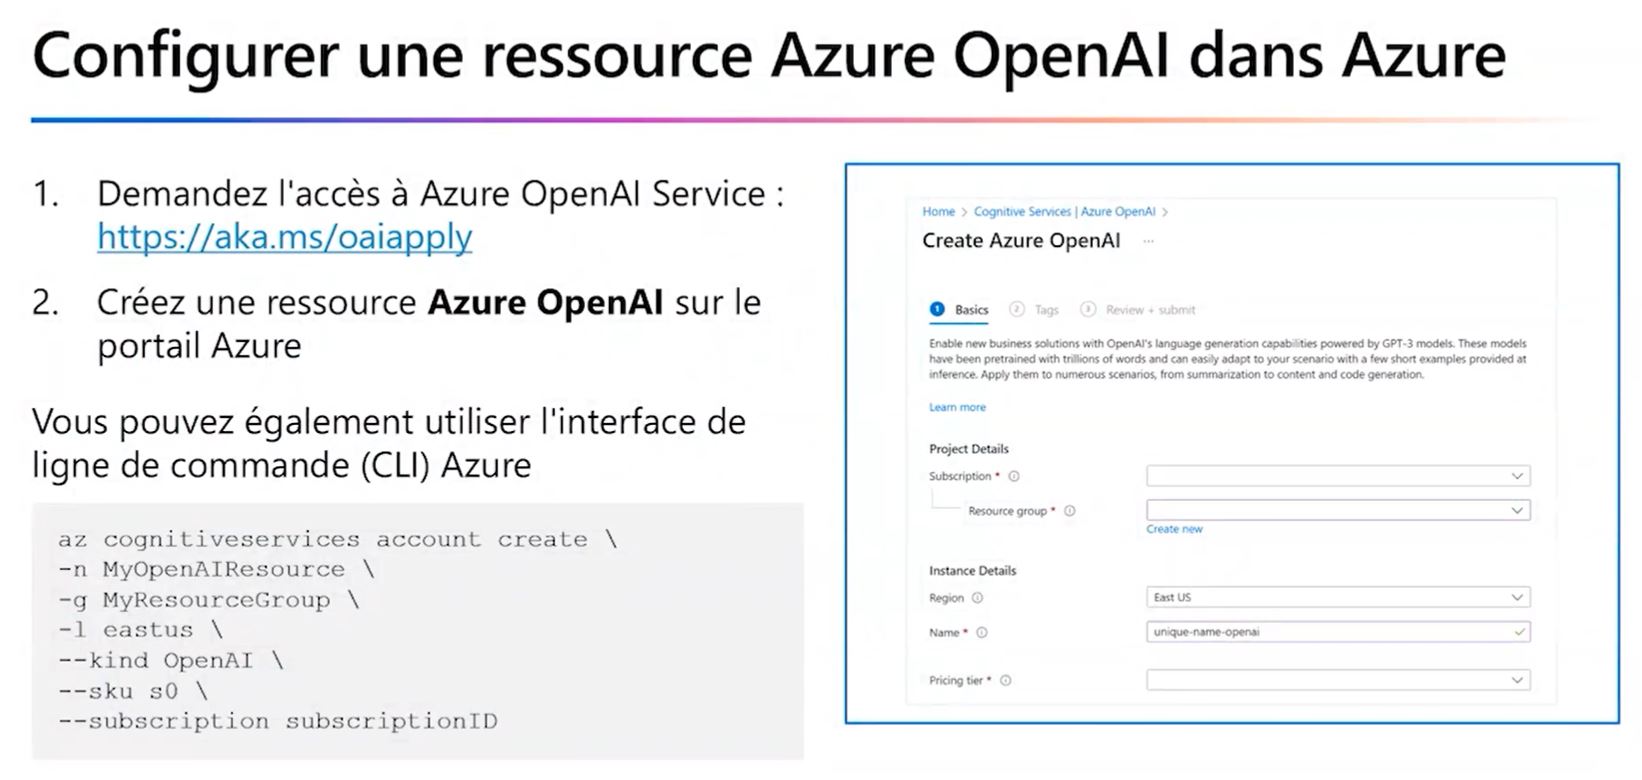 Configurer une ressource Azure OpenAI dans Azure
1. Demandez l'accès à Azure OpenAI Service :
https://aka.ms/oaiapply
2. Créez une ressource Azure OpenAI sur le
portail Azure
Vous pouvez également utiliser l'interface de
ligne de commande (CLI) Azure
az cognitiveservices account create \
-n MyOpenAIResource \
-g MyResourceGroup \
-l eastus \
--kind OpenAI \
--sku s0 \
--subscription subscriptionID
Home > Cognitive Services | Azure OpenAI >
Create Azure OpenAI ...
1 Basics 2 Tags 3 Review + submit
Enable new business solutions with OpenAI's language generation capabilities powered by GPT-3 models. These models
have been pretrained with trillions of words and can easily adapt to your scenario with a few short examples provided at
inference. Apply them to numerous scenarios, from summarization to content and code generation.
Learn more
Project Details
Subscription *
Resource group *
Create new
Instance Details
Region East US
Name * unique-name-openai
Pricing tier *